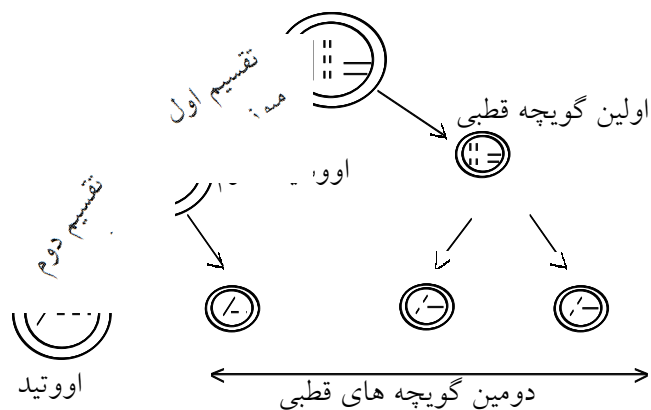 تقسیم اول
اولین گویچه قطبی
تقسیم دوم
اووتید
دومین گویچه های قطبی